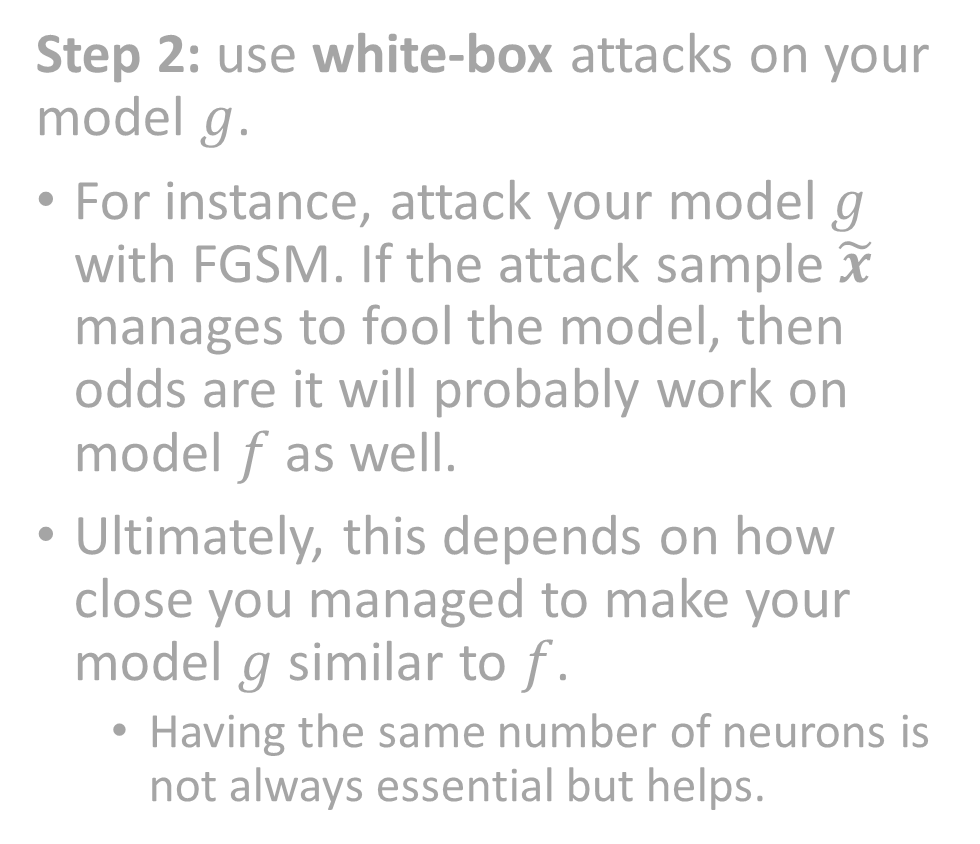 Step 2: use white-box attacks on your
model g.
• For instance, attack your model g
with FGSM. If the attack sample x̃
manages to fool the model, then
odds are it will probably work on
model f as well.
• Ultimately, this depends on how
close you managed to make your
model g similar to f.
• Having the same number of neurons is
not always essential but helps.